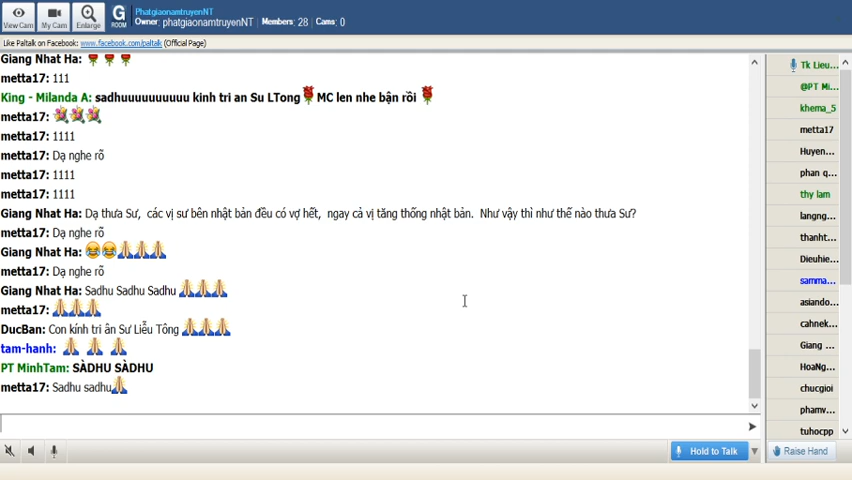 PhatgiaonamtruyenNT
Owner: phatgiaonamtruyenNT Members: 28 Cams: 0
View Cam
My Cam
Enlarge
G
ROOM
Like Paltalk on Facebook: www.facebook.com/paltalk (Official Page)
Giang Nhat Ha:
metta17: 111
King - Milanda A: sadhuuuuuuuuuu kinh tri an Su LTong MC len nhe bận rồi
metta17:
metta17: 1111
metta17: Dạ nghe rõ
metta17: 1111
metta17: 1111
Giang Nhat Ha: Dạ thưa Sư, các vị sư bên nhật bản đều có vợ hết, ngay cả vị tăng thống nhật bản. Như vậy thì như thế nào thưa Sư?
metta17: Dạ nghe rõ
Giang Nhat Ha:
metta17: Dạ nghe rõ
Giang Nhat Ha: Sadhu Sadhu Sadhu
metta17:
DucBan: Con kính tri ân Sư Liễu Tông
tam-hanh:
PT MinhTam: SÀDHU SÀDHU
metta17: Sadhu sadhu
Tk Lieu...
@PT Mi...
khema_5
metta17
Huyen...
phan q...
thy lam
langng...
thanht...
Dieuhie...
samma...
asiando...
cahnek...
Giang ...
HoaNg...
chucgioi
phamv...
tuhocpp
Hold to Talk
Raise Hand